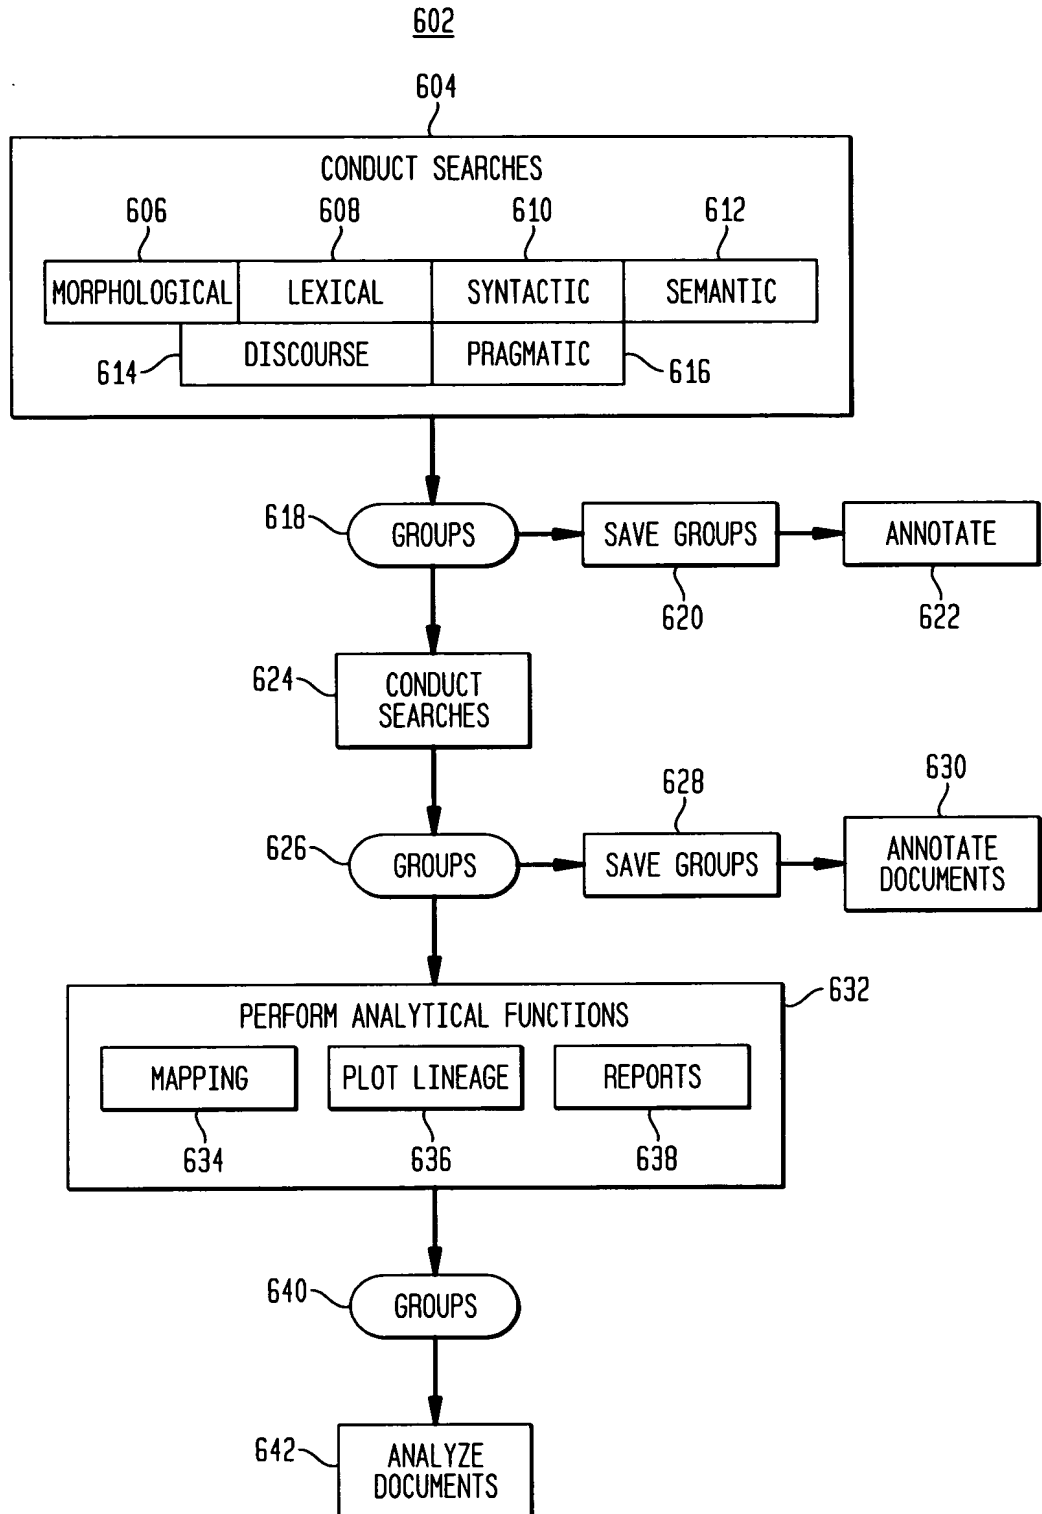 602
604
CONDUCT SEARCHES
606 608 610 612
MORPHOLOGICAL LEXICAL SYNTACTIC SEMANTIC
614 DISCOURSE PRAGMATIC 616
618 GROUPS SAVE GROUPS ANNOTATE
620 622
624 CONDUCT
SEARCHES
628 630
626 GROUPS SAVE GROUPS ANNOTATE
DOCUMENTS
632
PERFORM ANALYTICAL FUNCTIONS
MAPPING PLOT LINEAGE REPORTS
634 636 638
640 GROUPS
642 ANALYZE
DOCUMENTS